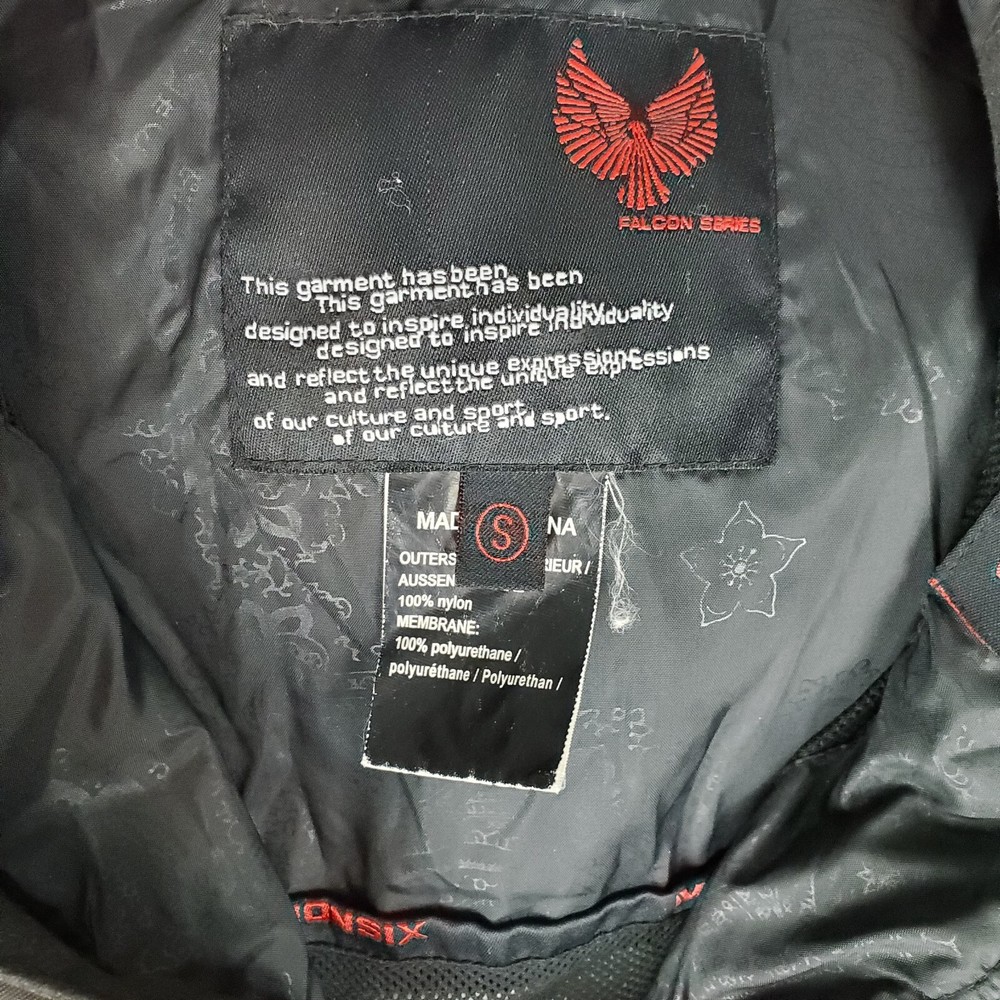 FALCON SERIES
This garment has been
This garment has been
designed to inspire individuality
designed to inspire individuality
and reflect the unique expressions
and reflect the unique expressions
of our culture and sport.
of our culture and sport.
MAD
NA
S
OUTERS
RIEUR /
AUSSEN
100% nylon
MEMBRANE:
100% polyurethane /
polyuréthane / Polyurethan /
IONSIX